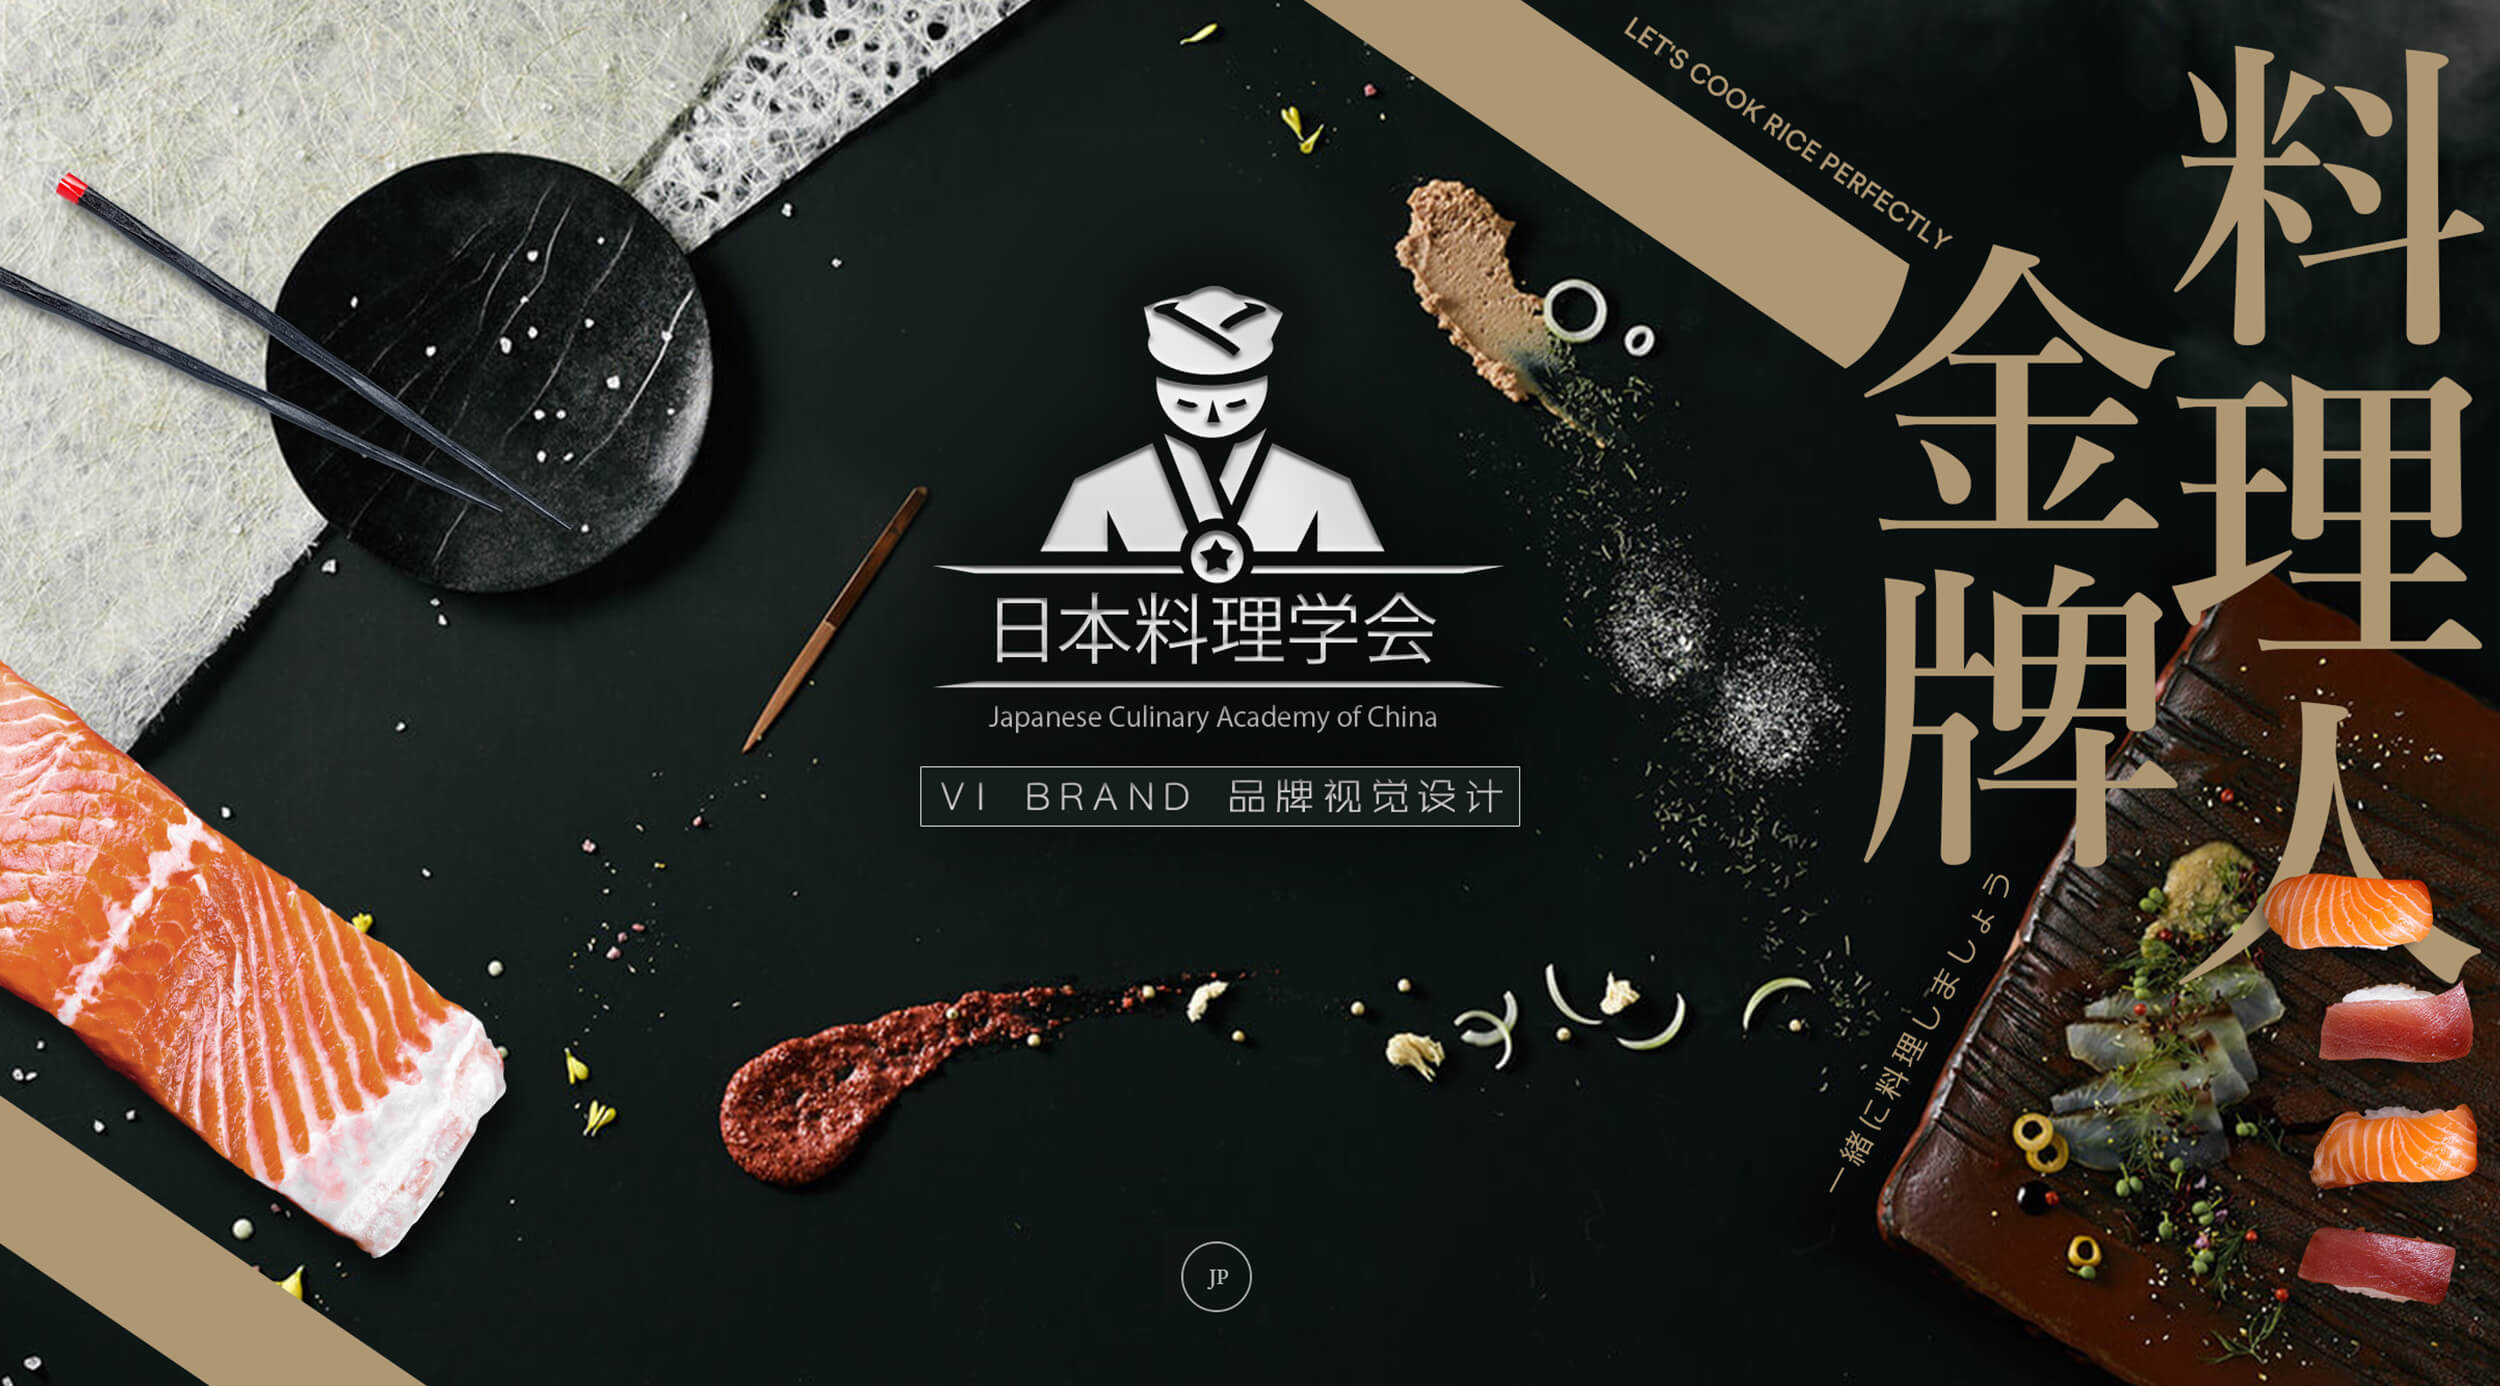 LET'S COOK RICE PERFECTLY
料理人
金牌
一緒に料理しましょう
日本料理学会
Japanese Culinary Academy of China
VI BRAND 品牌视觉设计
JP